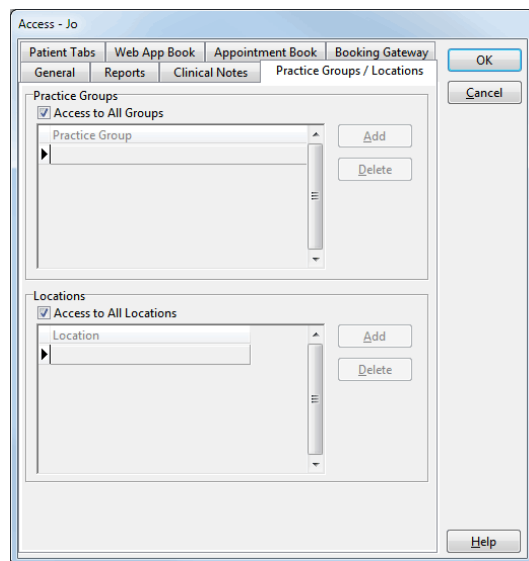 Access - Jo
Patient Tabs Web App Book Appointment Book Booking Gateway
General Reports Clinical Notes Practice Groups / Locations
OK
Cancel
Practice Groups
Access to All Groups
Practice Group
Add
Delete
Locations
Access to All Locations
Location
Add
Delete
Help